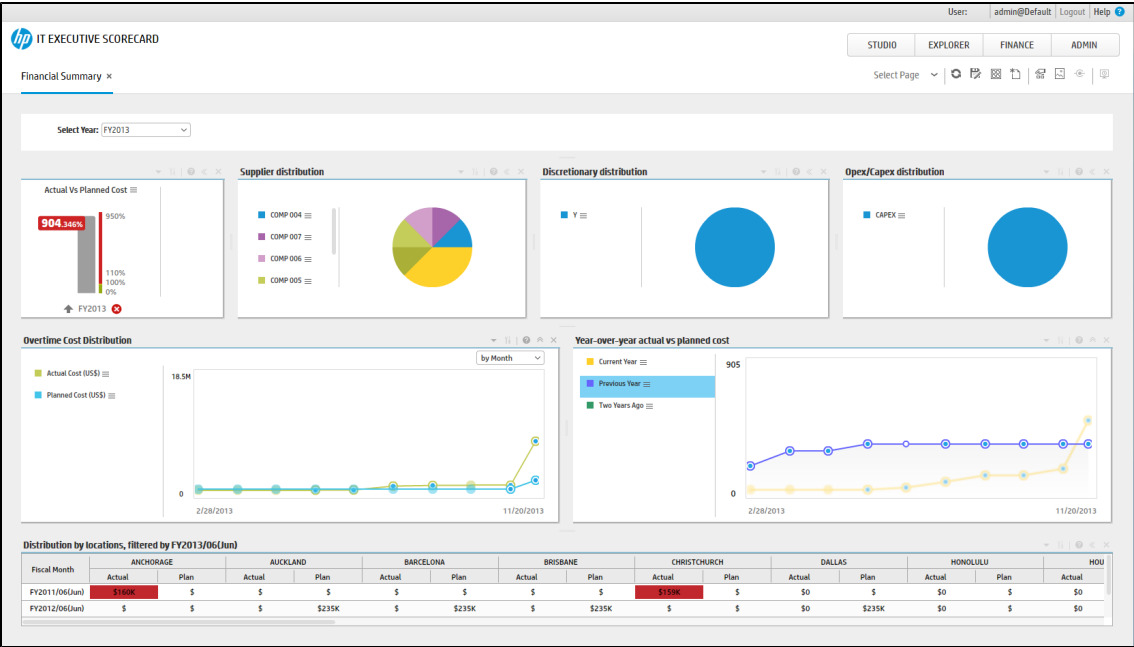 User: admin@Default Logout Help ?
hp IT EXECUTIVE SCORECARD
STUDIO EXPLORER FINANCE ADMIN
Financial Summary × Select Page
Select Year: FY2013
Supplier distribution
Discretionary distribution
Opex/Capex distribution
Actual Vs Planned Cost
904.346%
950%
110%
100%
0%
FY2013
COMP 004
COMP 007
COMP 006
COMP 005
Y
CAPEX
Overtime Cost Distribution
by Month
Actual Cost (US$)
Planned Cost (US$)
18.5M
0
2/28/2013 11/20/2013
Year-over-year actual vs planned cost
Current Year
Previous Year
Two Years Ago
905
0
2/28/2013 11/20/2013
Distribution by locations, filtered by FY2013/06(Jun)
Fiscal Month ANCHORAGE AUCKLAND BARCELONA BRISBANE CHRISTCHURCH DALLAS HONOLULU HOU
Actual Plan Actual Plan Actual Plan Actual Plan Actual Plan Actual Plan Actual Plan Actual
FY2011/06(Jun) $160K $ $ $ $ $ $ $ $159K $ $0 $ $0 $ $0
FY2012/06(Jun) $ $ $ $235K $ $235K $ $235K $ $ $0 $235K $0 $ $0